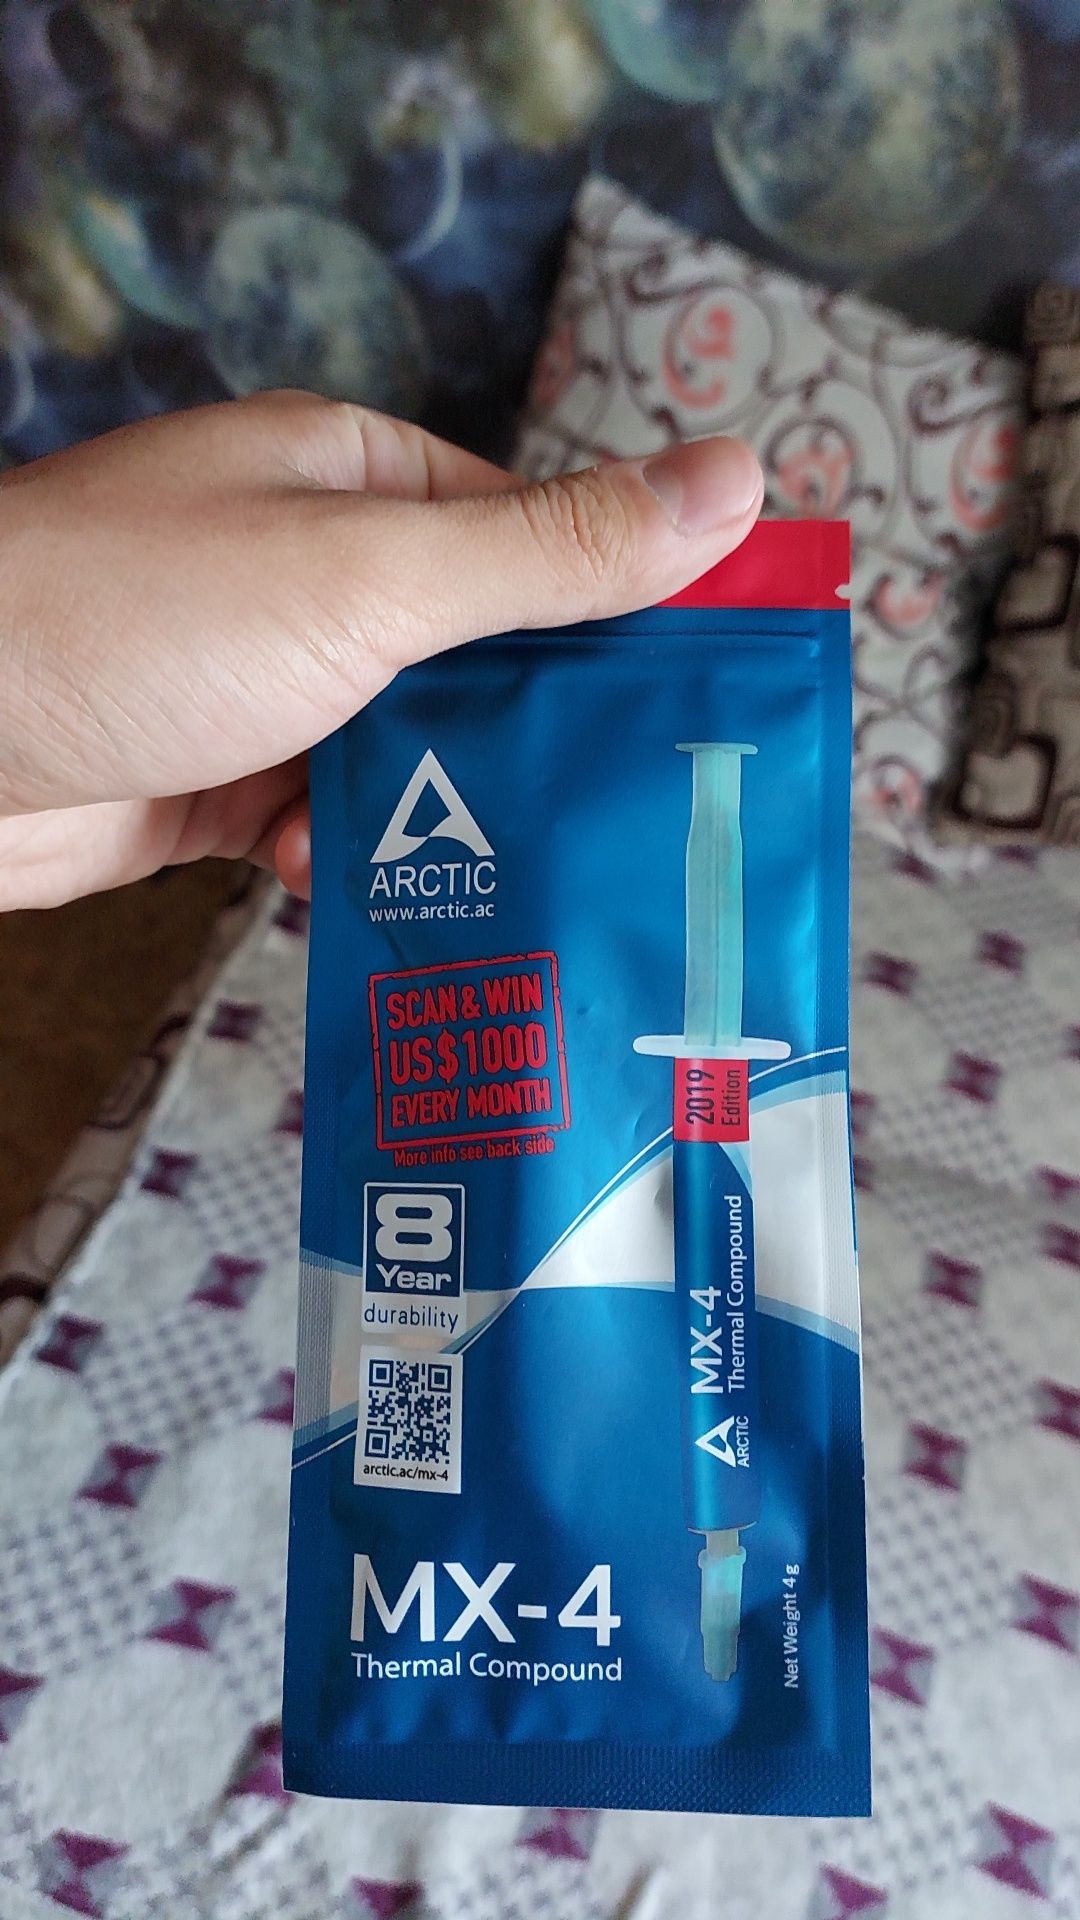 ARCTIC
www.arctic.ac
SCAN & WIN
US$1000
EVERY MONTH
More info see back side
8
Year
durability
arctic.ac/mx-4
MX-4
Thermal Compound
2019
Edition
MX-4
Thermal Compound
ARCTIC
Net Weight 4g